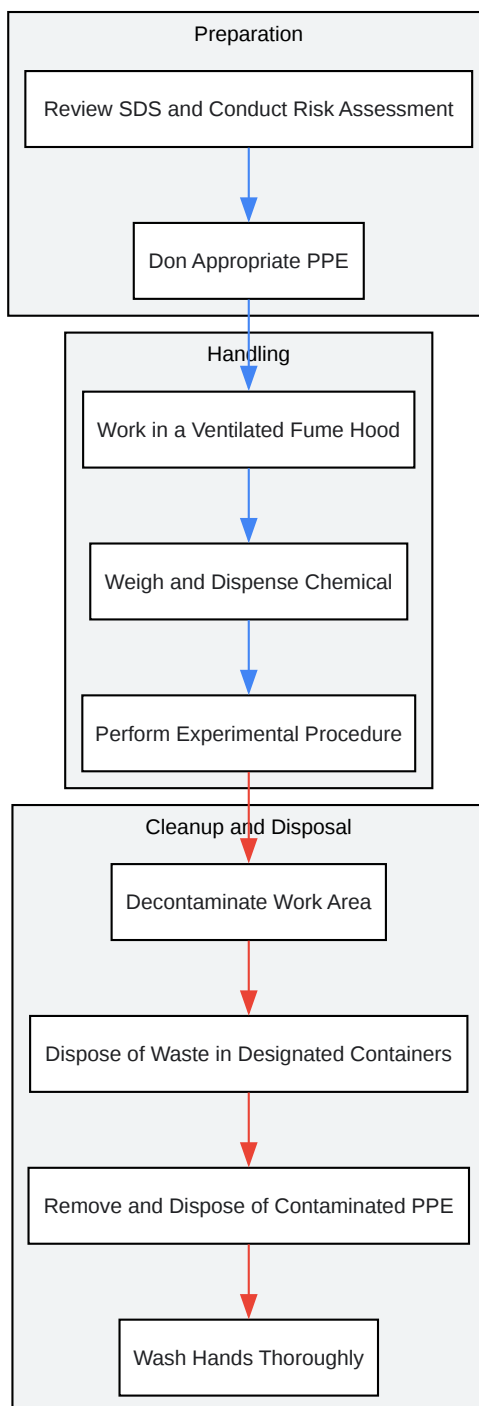 Preparation
Review SDS and Conduct Risk Assessment
Don Appropriate PPE
Handling
Work in a Ventilated Fume Hood
Weigh and Dispense Chemical
Perform Experimental Procedure
Cleanup and Disposal
Decontaminate Work Area
Dispose of Waste in Designated Containers
Remove and Dispose of Contaminated PPE
Wash Hands Thoroughly